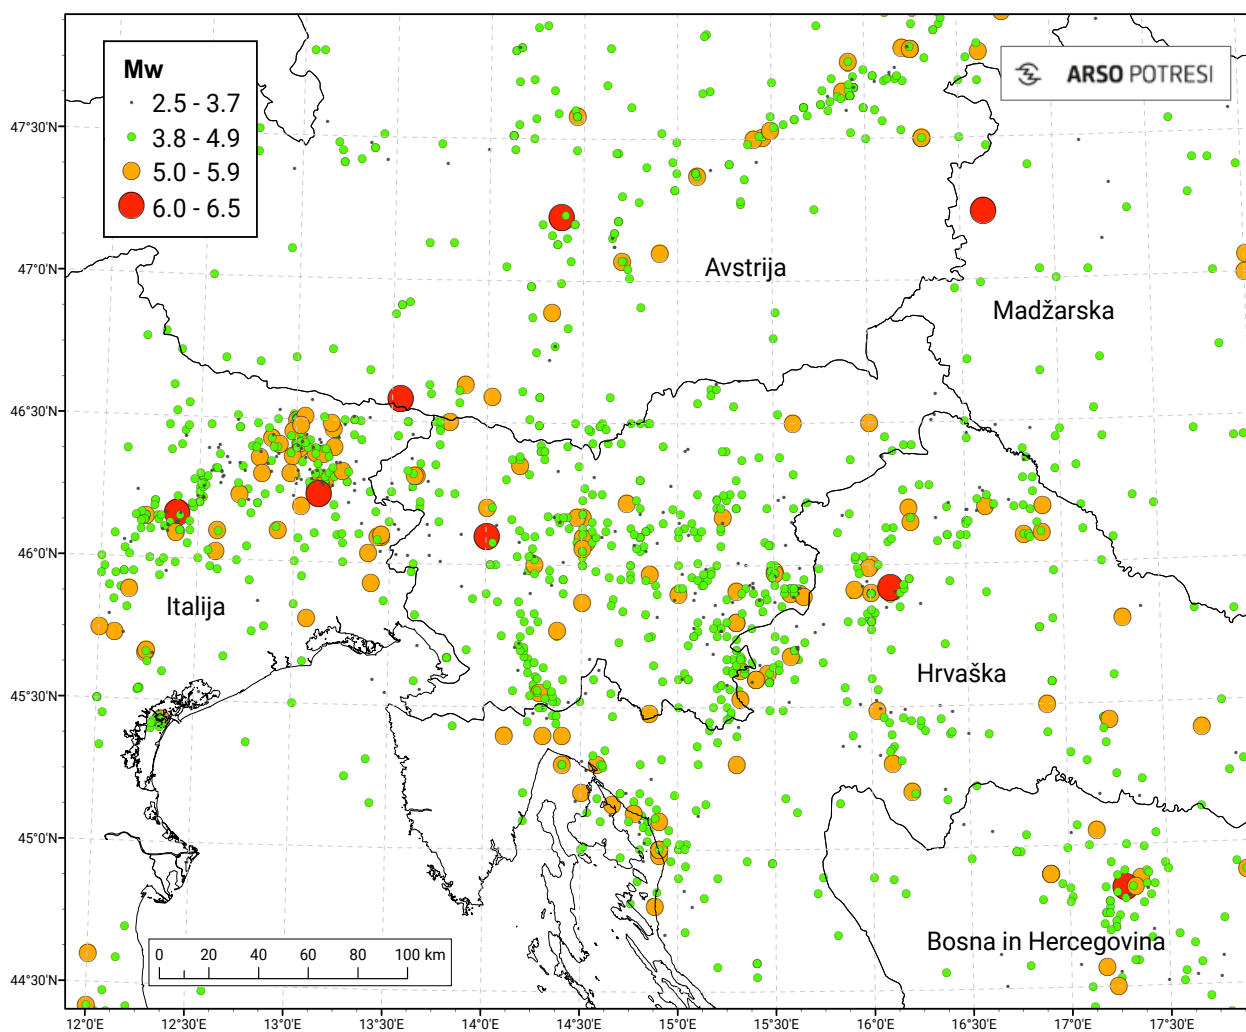 Mw
2.5 - 3.7
3.8 - 4.9
5.0 - 5.9
6.0 - 6.5
ARSO POTRESI
47°30'N
47°0'N
46°30'N
46°0'N
45°30'N
45°0'N
44°30'N
Avstrija
Madžarska
Italija
Hrvaška
Bosna in Hercegovina
0 20 40 60 80 100 km
12°0'E 12°30'E 13°0'E 13°30'E 14°0'E 14°30'E 15°0'E 15°30'E 16°0'E 16°30'E 17°0'E 17°30'E